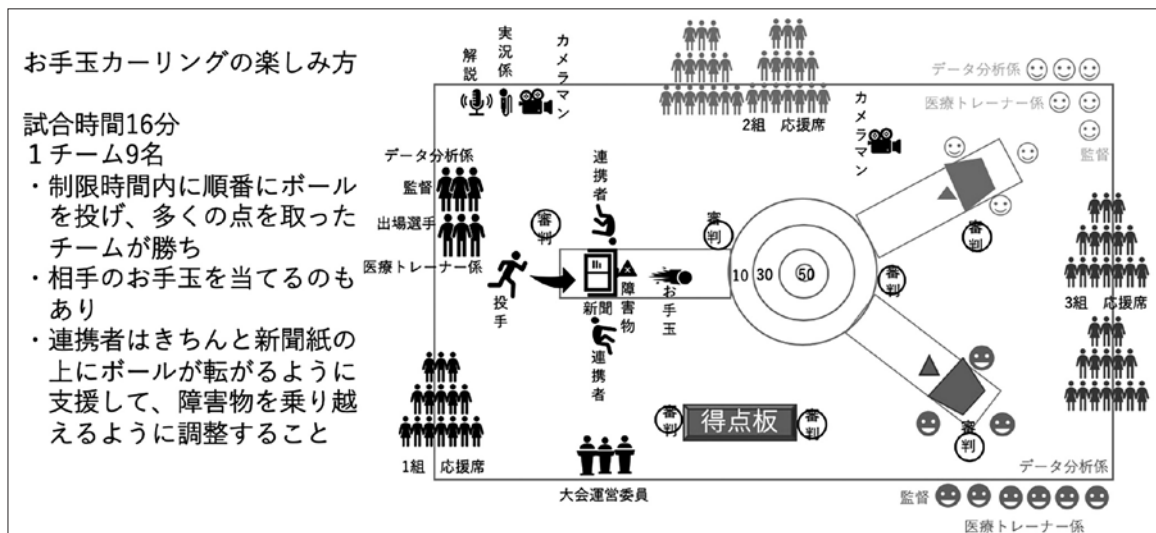 お手玉カーリングの楽しみ方
試合時間16分
1チーム9名
・制限時間内に順番にボール
を投げ、多くの点を取った
チームが勝ち
・相手のお手玉を当てるのも
あり
・連携者はきちんと新聞紙の
上にボールが転がるように
支援して、障害物を乗り越
えるように調整すること
解説
実況係
カメラマン
2組 応援席
カメラマン
データ分析係
医療トレーナー係
監督
データ分析係
監督
出場選手
医療トレーナー係
投手
審判
連携者
新聞
障害物
お手玉
連携者
審判
10
30
50
審判
審判
3組 応援席
審判
1組 応援席
大会運営委員
審判
得点板
審判
データ分析係
監督
医療トレーナー係